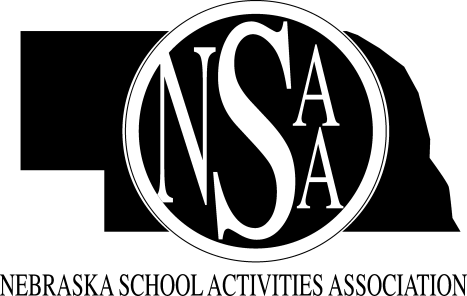 NSAA
NEBRASKA SCHOOL ACTIVITIES ASSOCIATION